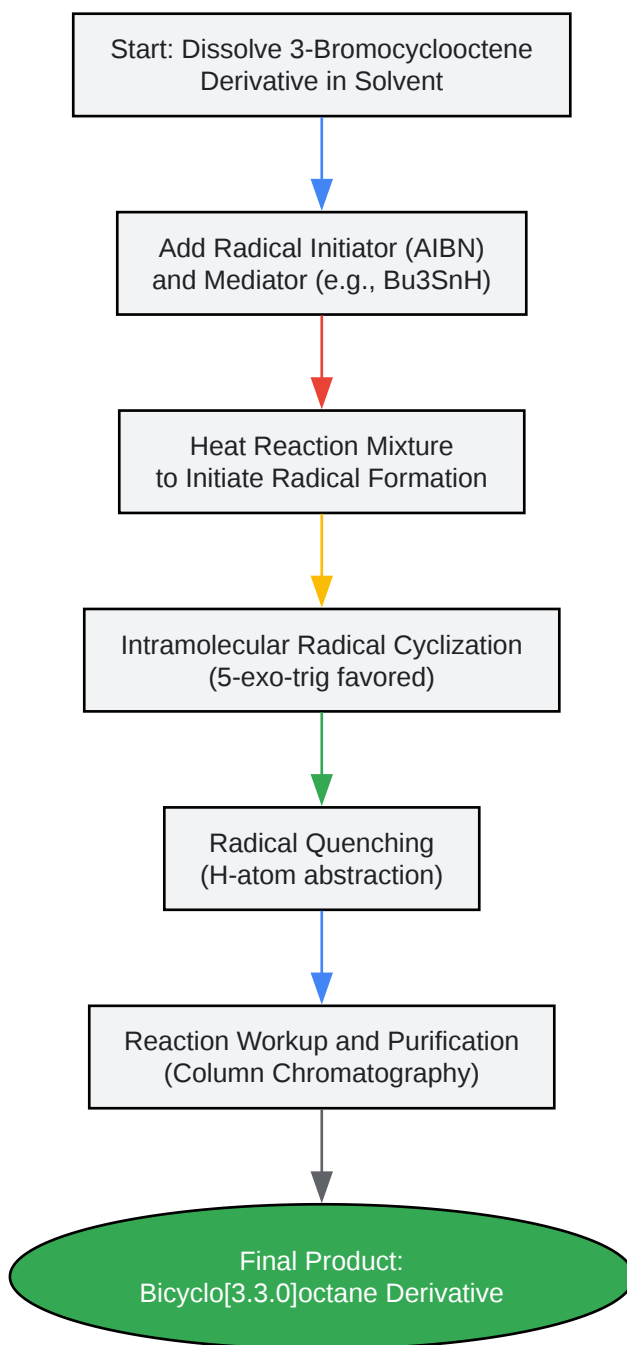 Start: Dissolve 3-Bromocyclooctene
Derivative in Solvent
Add Radical Initiator (AIBN)
and Mediator (e.g., Bu3SnH)
Heat Reaction Mixture
to Initiate Radical Formation
Intramolecular Radical Cyclization
(5-exo-trig favored)
Radical Quenching
(H-atom abstraction)
Reaction Workup and Purification
(Column Chromatography)
Final Product:
Bicyclo[3.3.0]octane Derivative